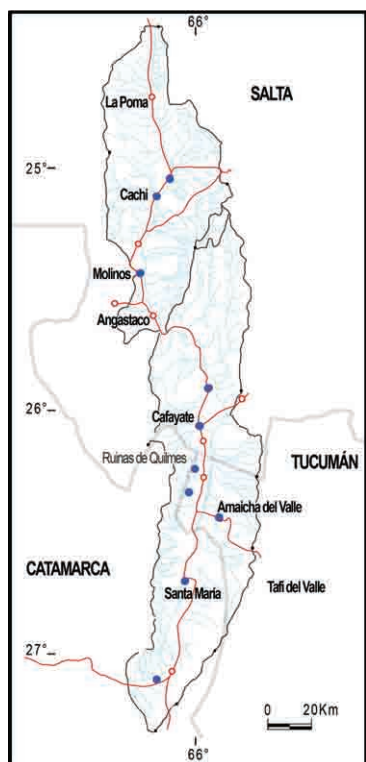 66°
La Poma
SALTA
25°
Cachi
Molinos
Angastaco
26°
Cafayate
Ruinas de Quilmes
TUCUMÁN
Amaicha del Valle
CATAMARCA
Santa María
Tafi del Valle
27°
0 20Km
66°